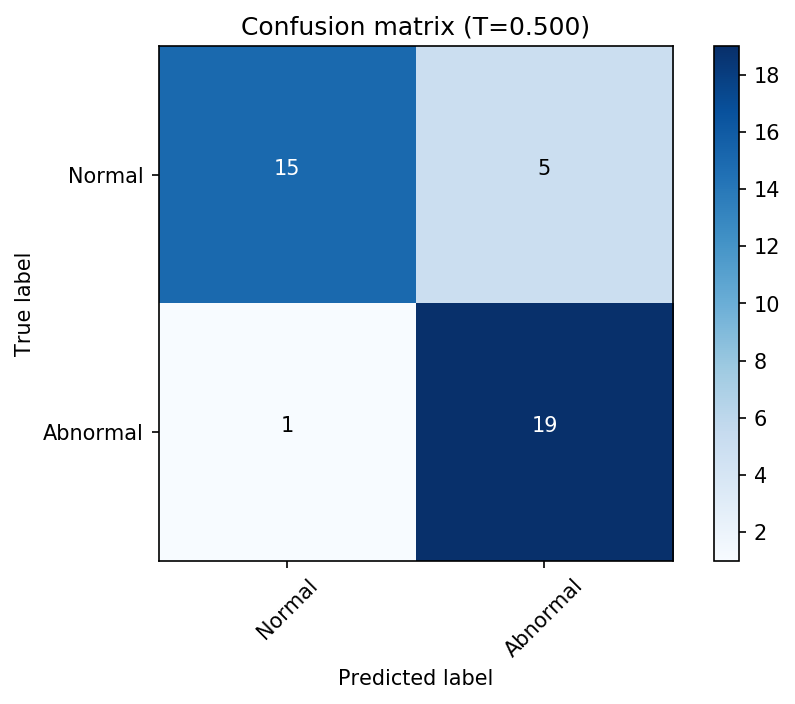 Confusion matrix (T=0.500)
True label
Normal
15
5
Abnormal
1
19
Normal
Abnormal
Predicted label
18
16
14
12
10
8
6
4
2